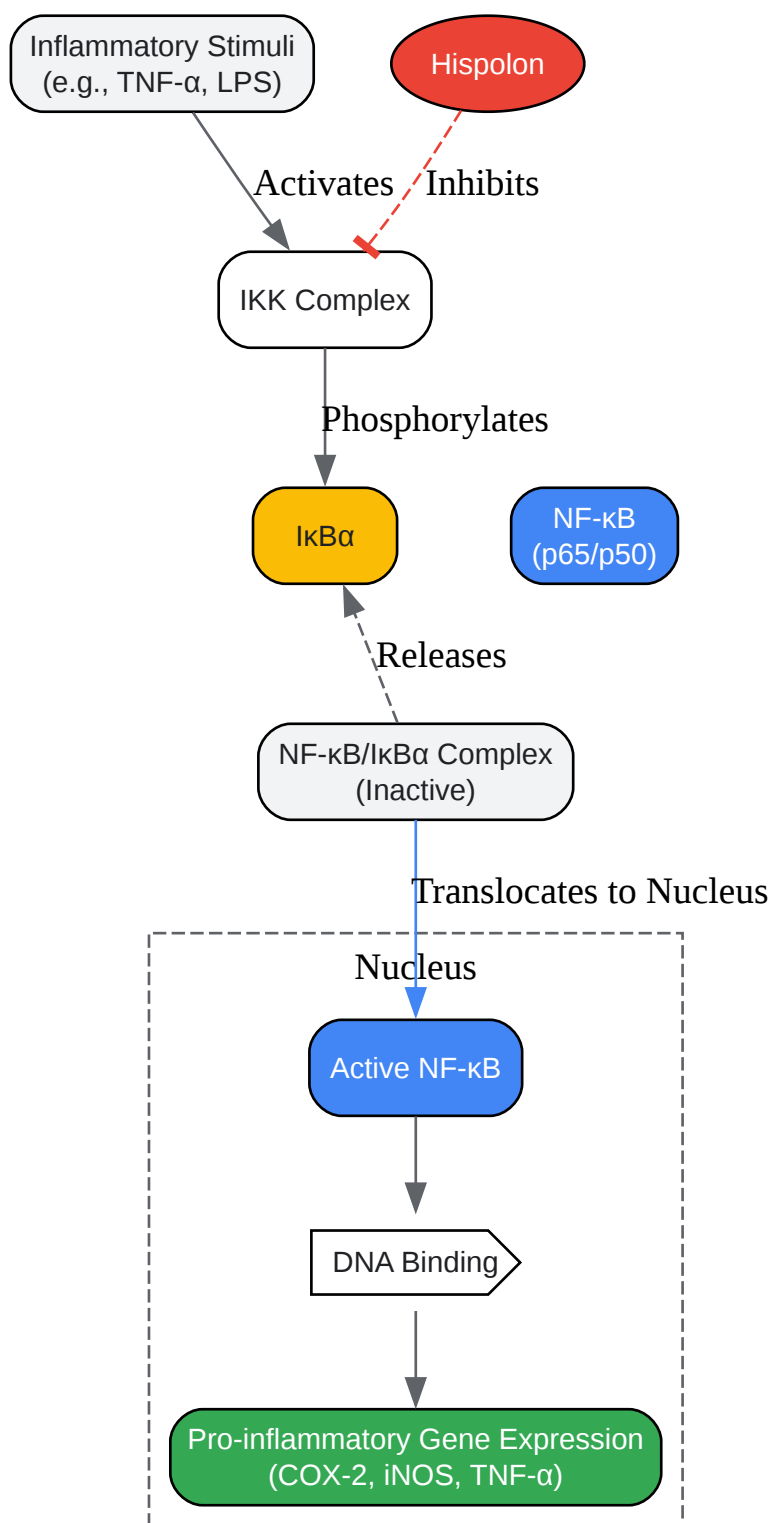 Inflammatory Stimuli
(e.g., TNF-α, LPS)
Hispolon
Activates
Inhibits
IKK Complex
Phosphorylates
IκBα
NF-κB
(p65/p50)
Releases
NF-κB/IκBα Complex
(Inactive)
Translocates to Nucleus
Nucleus
Active NF-κB
DNA Binding
Pro-inflammatory Gene Expression
(COX-2, iNOS, TNF-α)